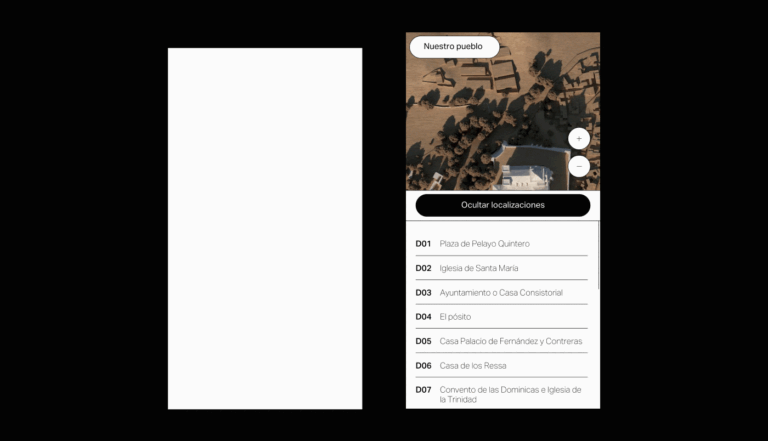 Nuestro pueblo
+
−
Ocultar localizaciones
D01 Plaza de Pelayo Quintero
D02 Iglesia de Santa María
D03 Ayuntamiento o Casa Consistorial
D04 El pósito
D05 Casa Palacio de Fernández y Contreras
D06 Casa de los Ressa
D07 Convento de las Dominicas e Iglesia de
la Trinidad